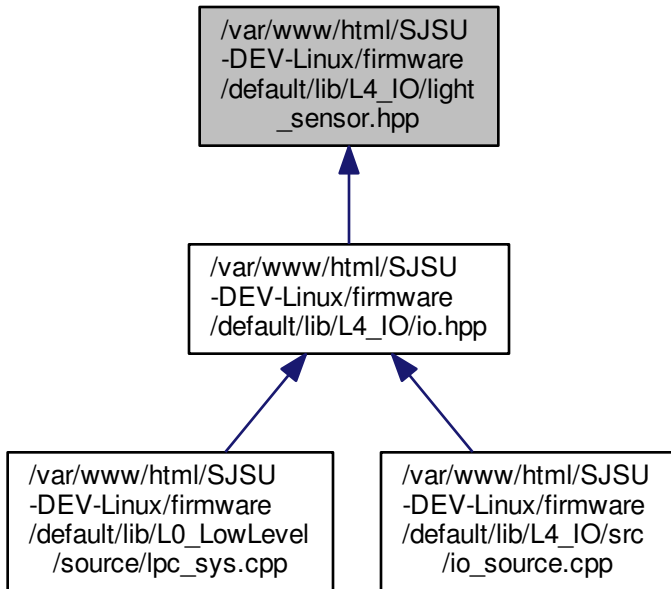 /var/www/html/SJSU
-DEV-Linux/firmware
/default/lib/L4_IO/light
_sensor.hpp
/var/www/html/SJSU
-DEV-Linux/firmware
/default/lib/L4_IO/io.hpp
/var/www/html/SJSU
-DEV-Linux/firmware
/default/lib/L0_LowLevel
/source/lpc_sys.cpp
/var/www/html/SJSU
-DEV-Linux/firmware
/default/lib/L4_IO/src
/io_source.cpp